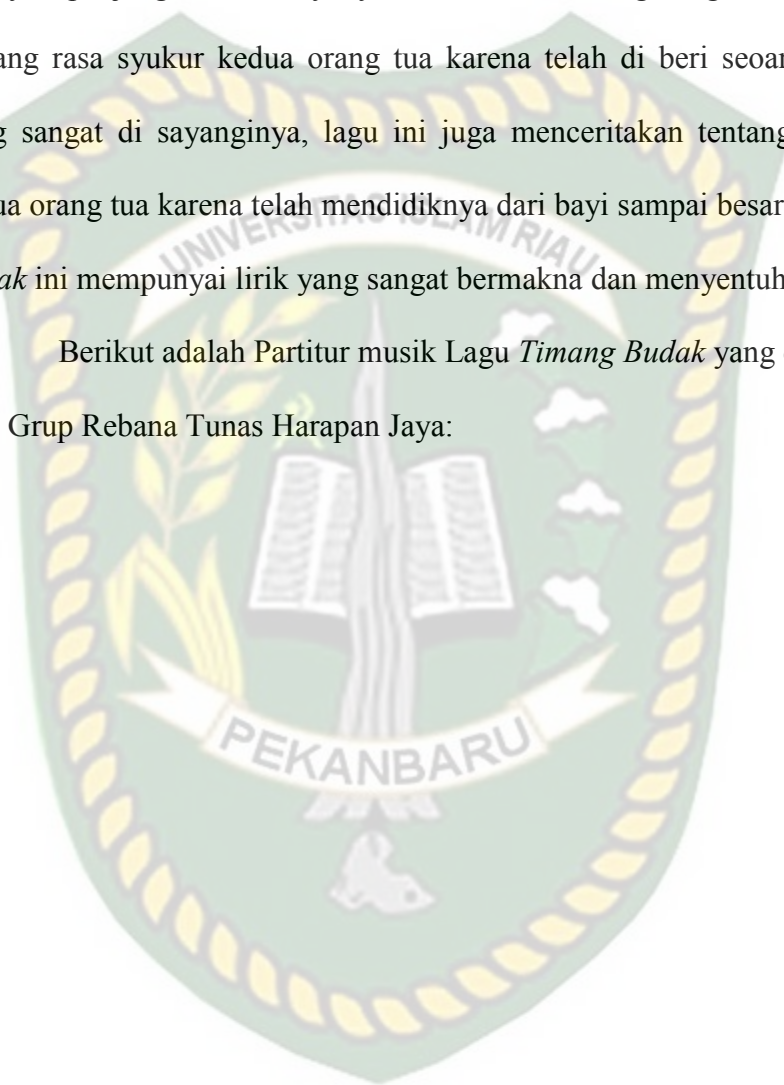 ang rasa syukur kedua orang tua karena telah di beri seoar
sangat di sayanginya, lagu ini juga menceritakan tentang
ua orang tua karena telah mendidiknya dari bayi sampai besar
ak ini mempunyai lirik yang sangat bermakna dan menyentuh
Berikut adalah Partitur musik Lagu Timang Budak yang
Grup Rebana Tunas Harapan Jaya:
UNIVERSITAS ISLAM RIAU
PEKANBARU